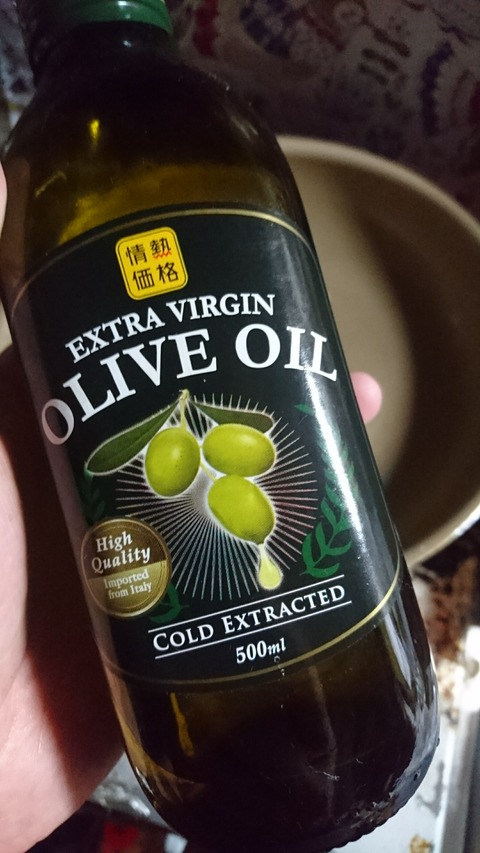 情熱
価格
EXTRA VIRGIN
OLIVE OIL
High
Quality
Imported
from Italy
COLD EXTRACTED
500ml